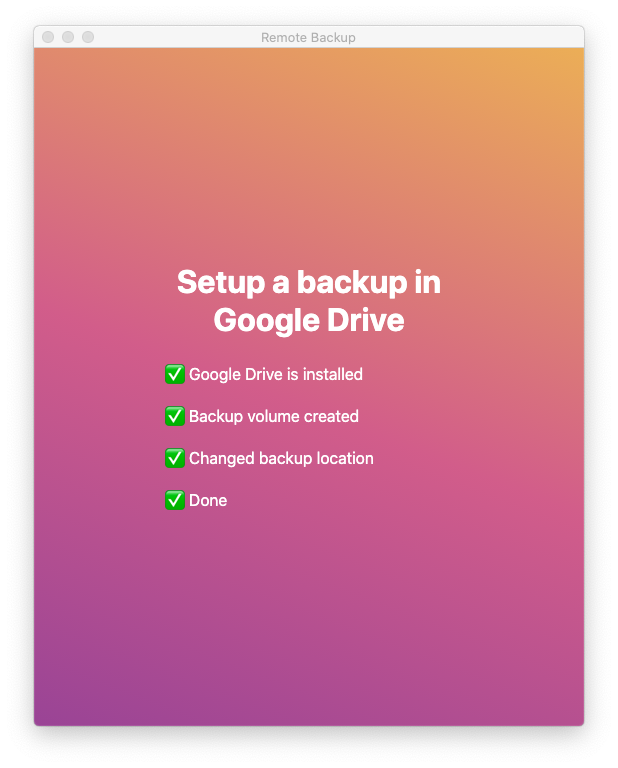 Remote Backup
Setup a backup in
Google Drive
✅ Google Drive is installed
✅ Backup volume created
✅ Changed backup location
✅ Done